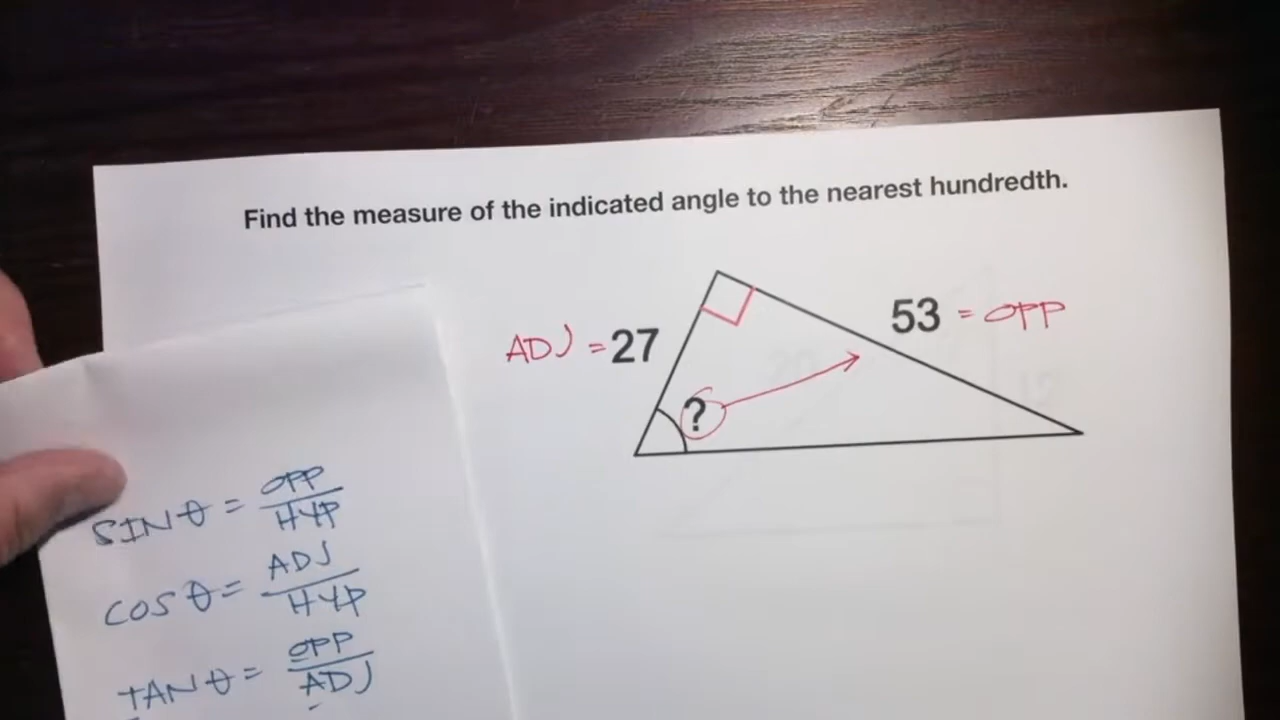 Find the measure of the indicated angle to the nearest hundredth.
ADJ = 27
53 = OPP
?
SIN θ = OPP / HYP
COS θ = ADJ / HYP
TAN θ = OPP / ADJ